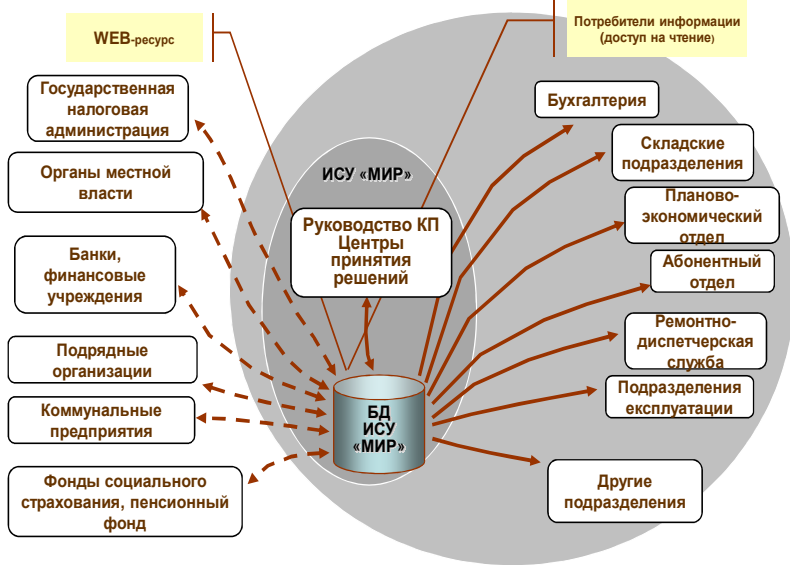 WEB-ресурс
Потребители информации
(доступ на чтение)
Государственная
налоговая
администрация
Органы местной
власти
Банки,
финансовые
учреждения
Подрядные
организации
Коммунальные
предприятия
Фонды социального
страхования, пенсионный
фонд
ИСУ «МИР»
Руководство КП
Центры
принятия
решений
БД
ИСУ
«МИР»
Бухгалтерия
Складские
подразделения
Планово-
экономический
отдел
Абонентный
отдел
Ремонтно-
диспетчерская
служба
Подразделения
експлуатации
Другие
подразделения